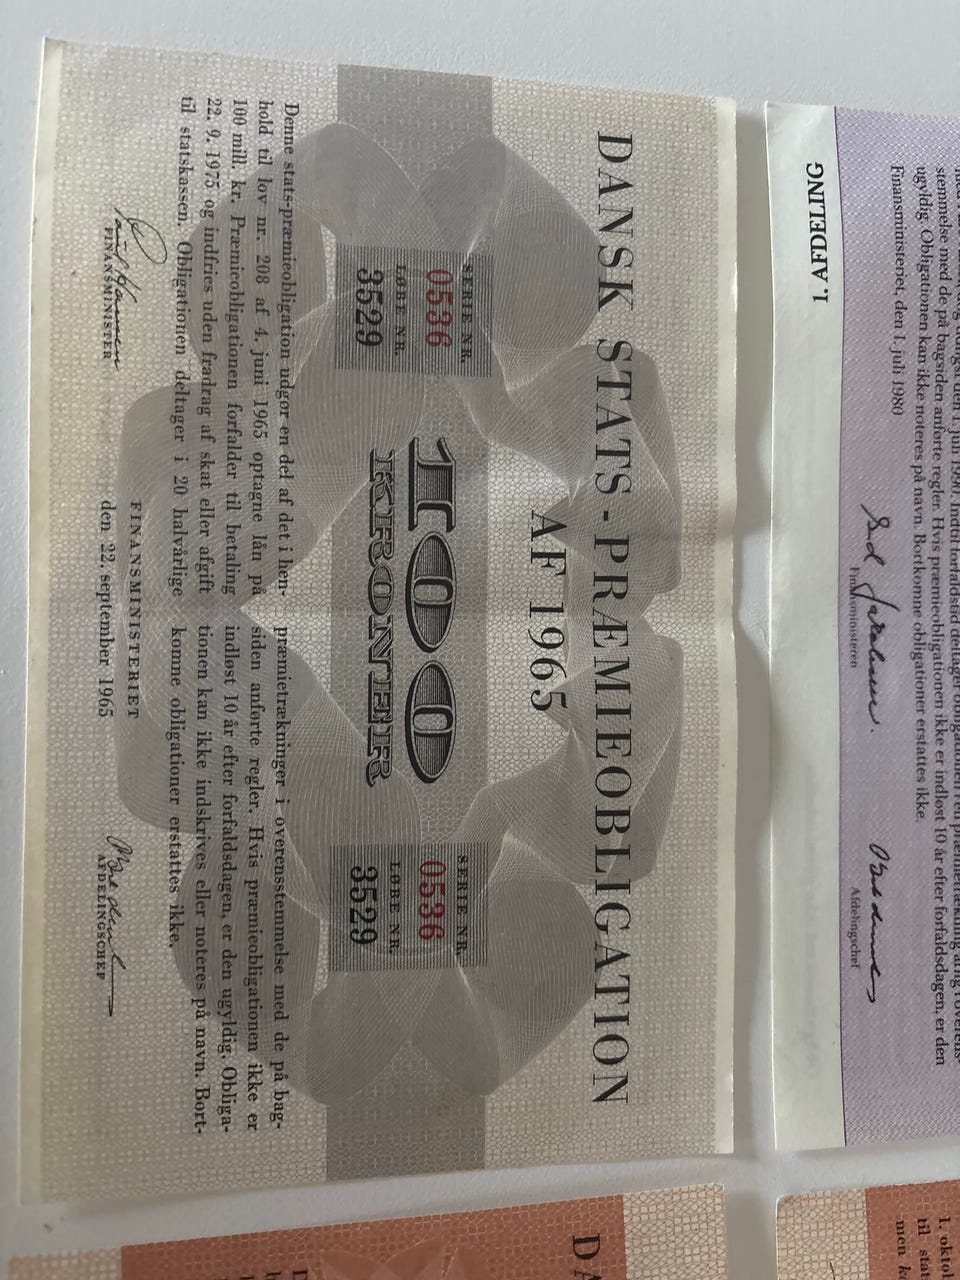 DANSK STATS-PRÆMIEOBLIGATION
AF 1965
SERIE NR.
0536
LØBE NR.
3529
100
KRONER
SERIE NR.
0536
LØBE NR.
3529
Denne stats-præmieobligation udgør en del af det i hen-
hold til lov nr. 208 af 4. juni 1965 optagne lån på
100 mill. kr. Præmieobligationen forfalder til betaling
22. 9. 1975 og indfries uden fradrag af skat eller afgift
til statskassen. Obligationen deltager i 20 halvårlige
præmietrækninger i overensstemmelse med de på bag-
siden anførte regler. Hvis præmieobligationen ikke er
indløst 10 år efter forfaldsdagen, er den ugyldig. Obliga-
tionen kan ikke indskrives eller noteres på navn. Bort-
komne obligationer erstattes ikke.
FINANSMINISTERIET
den 22. september 1965
FINANSMINISTER
AFDELINGSCHEF
stemmelse med de på bagsiden anførte regler. Hvis præmieobligationen ikke er indløst 10 år efter forfaldsdagen, er den
ugyldig. Obligationen kan ikke noteres på navn. Bortkomne obligationer erstattes ikke.
Finansministeriet, den 1. juli 1980
Finansministeren
Afdelingschef
1. AFDELING
DA
1. oktob
til stat
men k